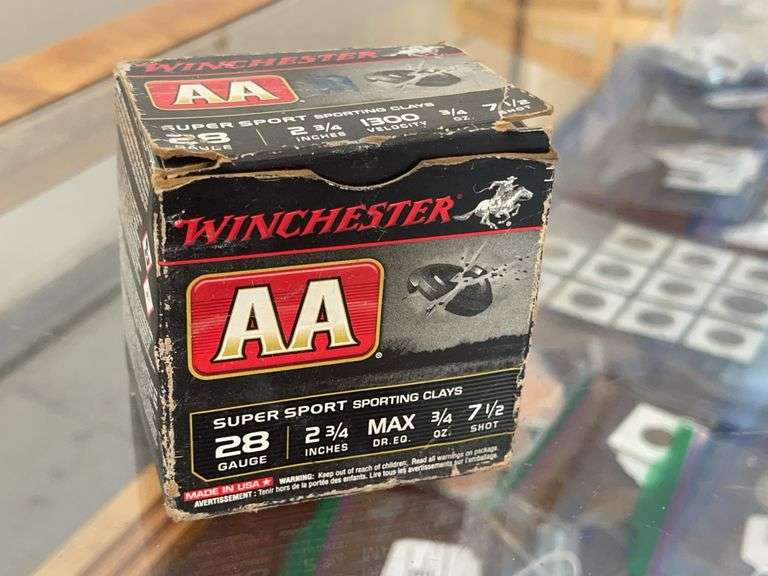 WINCHESTER
AA
SUPER SPORT SPORTING CLAYS
28 GAUGE 2 3/4 INCHES 1300 VELOCITY 3/4 OZ. 7 1/2 SHOT
WINCHESTER®
AA®
SUPER SPORT SPORTING CLAYS
28 GAUGE 2 3/4 INCHES MAX DR.EQ. 3/4 OZ. 7 1/2 SHOT
MADE IN USA ★ WARNING: Keep out of reach of children. Read all warnings on package.
AVERTISSEMENT: Tenir hors de la portée des enfants. Lire tous les avertissements sur l'emballage.